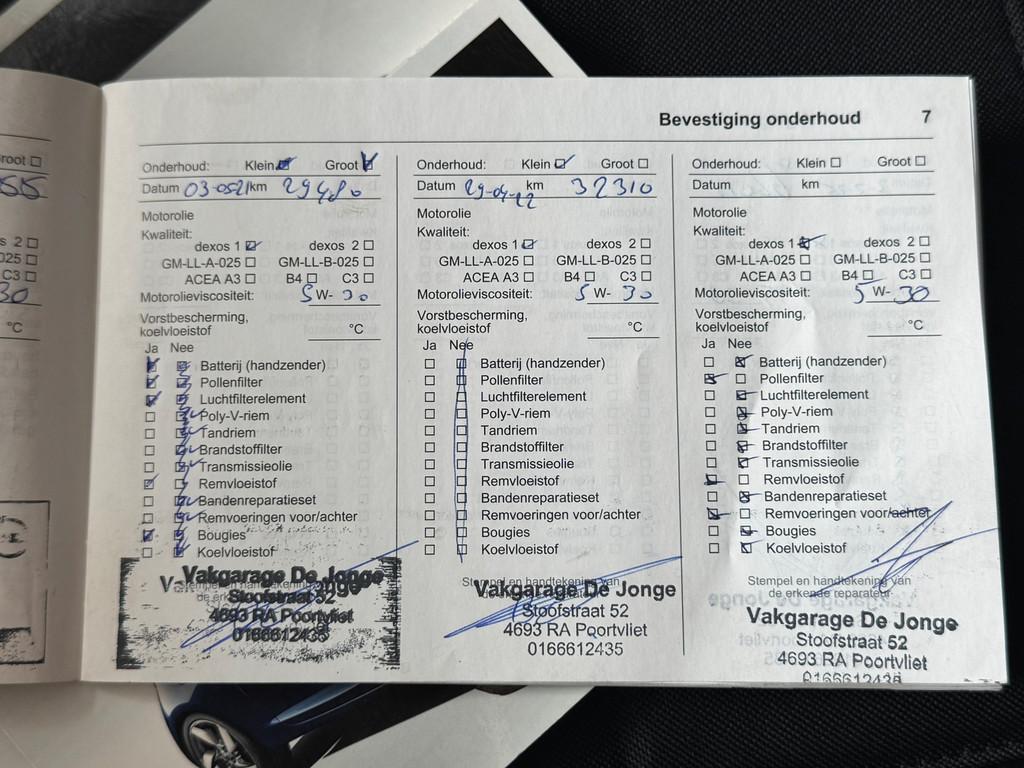 Bevestiging onderhoud 7
Groot
2
025
C3
30
°C
Onderhoud: Klein Groot
Datum 03-05-21 km 29480
Motorolie
Kwaliteit:
dexos 1 dexos 2
GM-LL-A-025 GM-LL-B-025
ACEA A3 B4 C3
Motorolieviscositeit: 5 W- 30
Vorstbescherming,
koelvloeistof °C
Ja Nee
Batterij (handzender)
Pollenfilter
Luchtfilterelement
Poly-V-riem
Tandriem
Brandstoffilter
Transmissieolie
Remvloeistof
Bandenreparatieset
Remvoeringen voor/achter
Bougies
Koelvloeistof
Vakgarage De Jonge
Stoofstraat 52
4693 RA Poortvliet
0166612435
Onderhoud: Klein Groot
Datum 29-04-22 km 32310
Motorolie
Kwaliteit:
dexos 1 dexos 2
GM-LL-A-025 GM-LL-B-025
ACEA A3 B4 C3
Motorolieviscositeit: 5 W- 30
Vorstbescherming,
koelvloeistof °C
Ja Nee
Batterij (handzender)
Pollenfilter
Luchtfilterelement
Poly-V-riem
Tandriem
Brandstoffilter
Transmissieolie
Remvloeistof
Bandenreparatieset
Remvoeringen voor/achter
Bougies
Koelvloeistof
Stempel en handtekening van
Vakgarage De Jonge
Stoofstraat 52
4693 RA Poortvliet
0166612435
Onderhoud: Klein Groot
Datum km
Motorolie
Kwaliteit:
dexos 1 dexos 2
GM-LL-A-025 GM-LL-B-025
ACEA A3 B4 C3
Motorolieviscositeit: 5 W- 30
Vorstbescherming,
koelvloeistof °C
Ja Nee
Batterij (handzender)
Pollenfilter
Luchtfilterelement
Poly-V-riem
Tandriem
Brandstoffilter
Transmissieolie
Remvloeistof
Bandenreparatieset
Remvoeringen voor/achter
Bougies
Koelvloeistof
Stempel en handtekening van
de erkende reparateur
Vakgarage De Jonge
Stoofstraat 52
4693 RA Poortvliet
0166612435